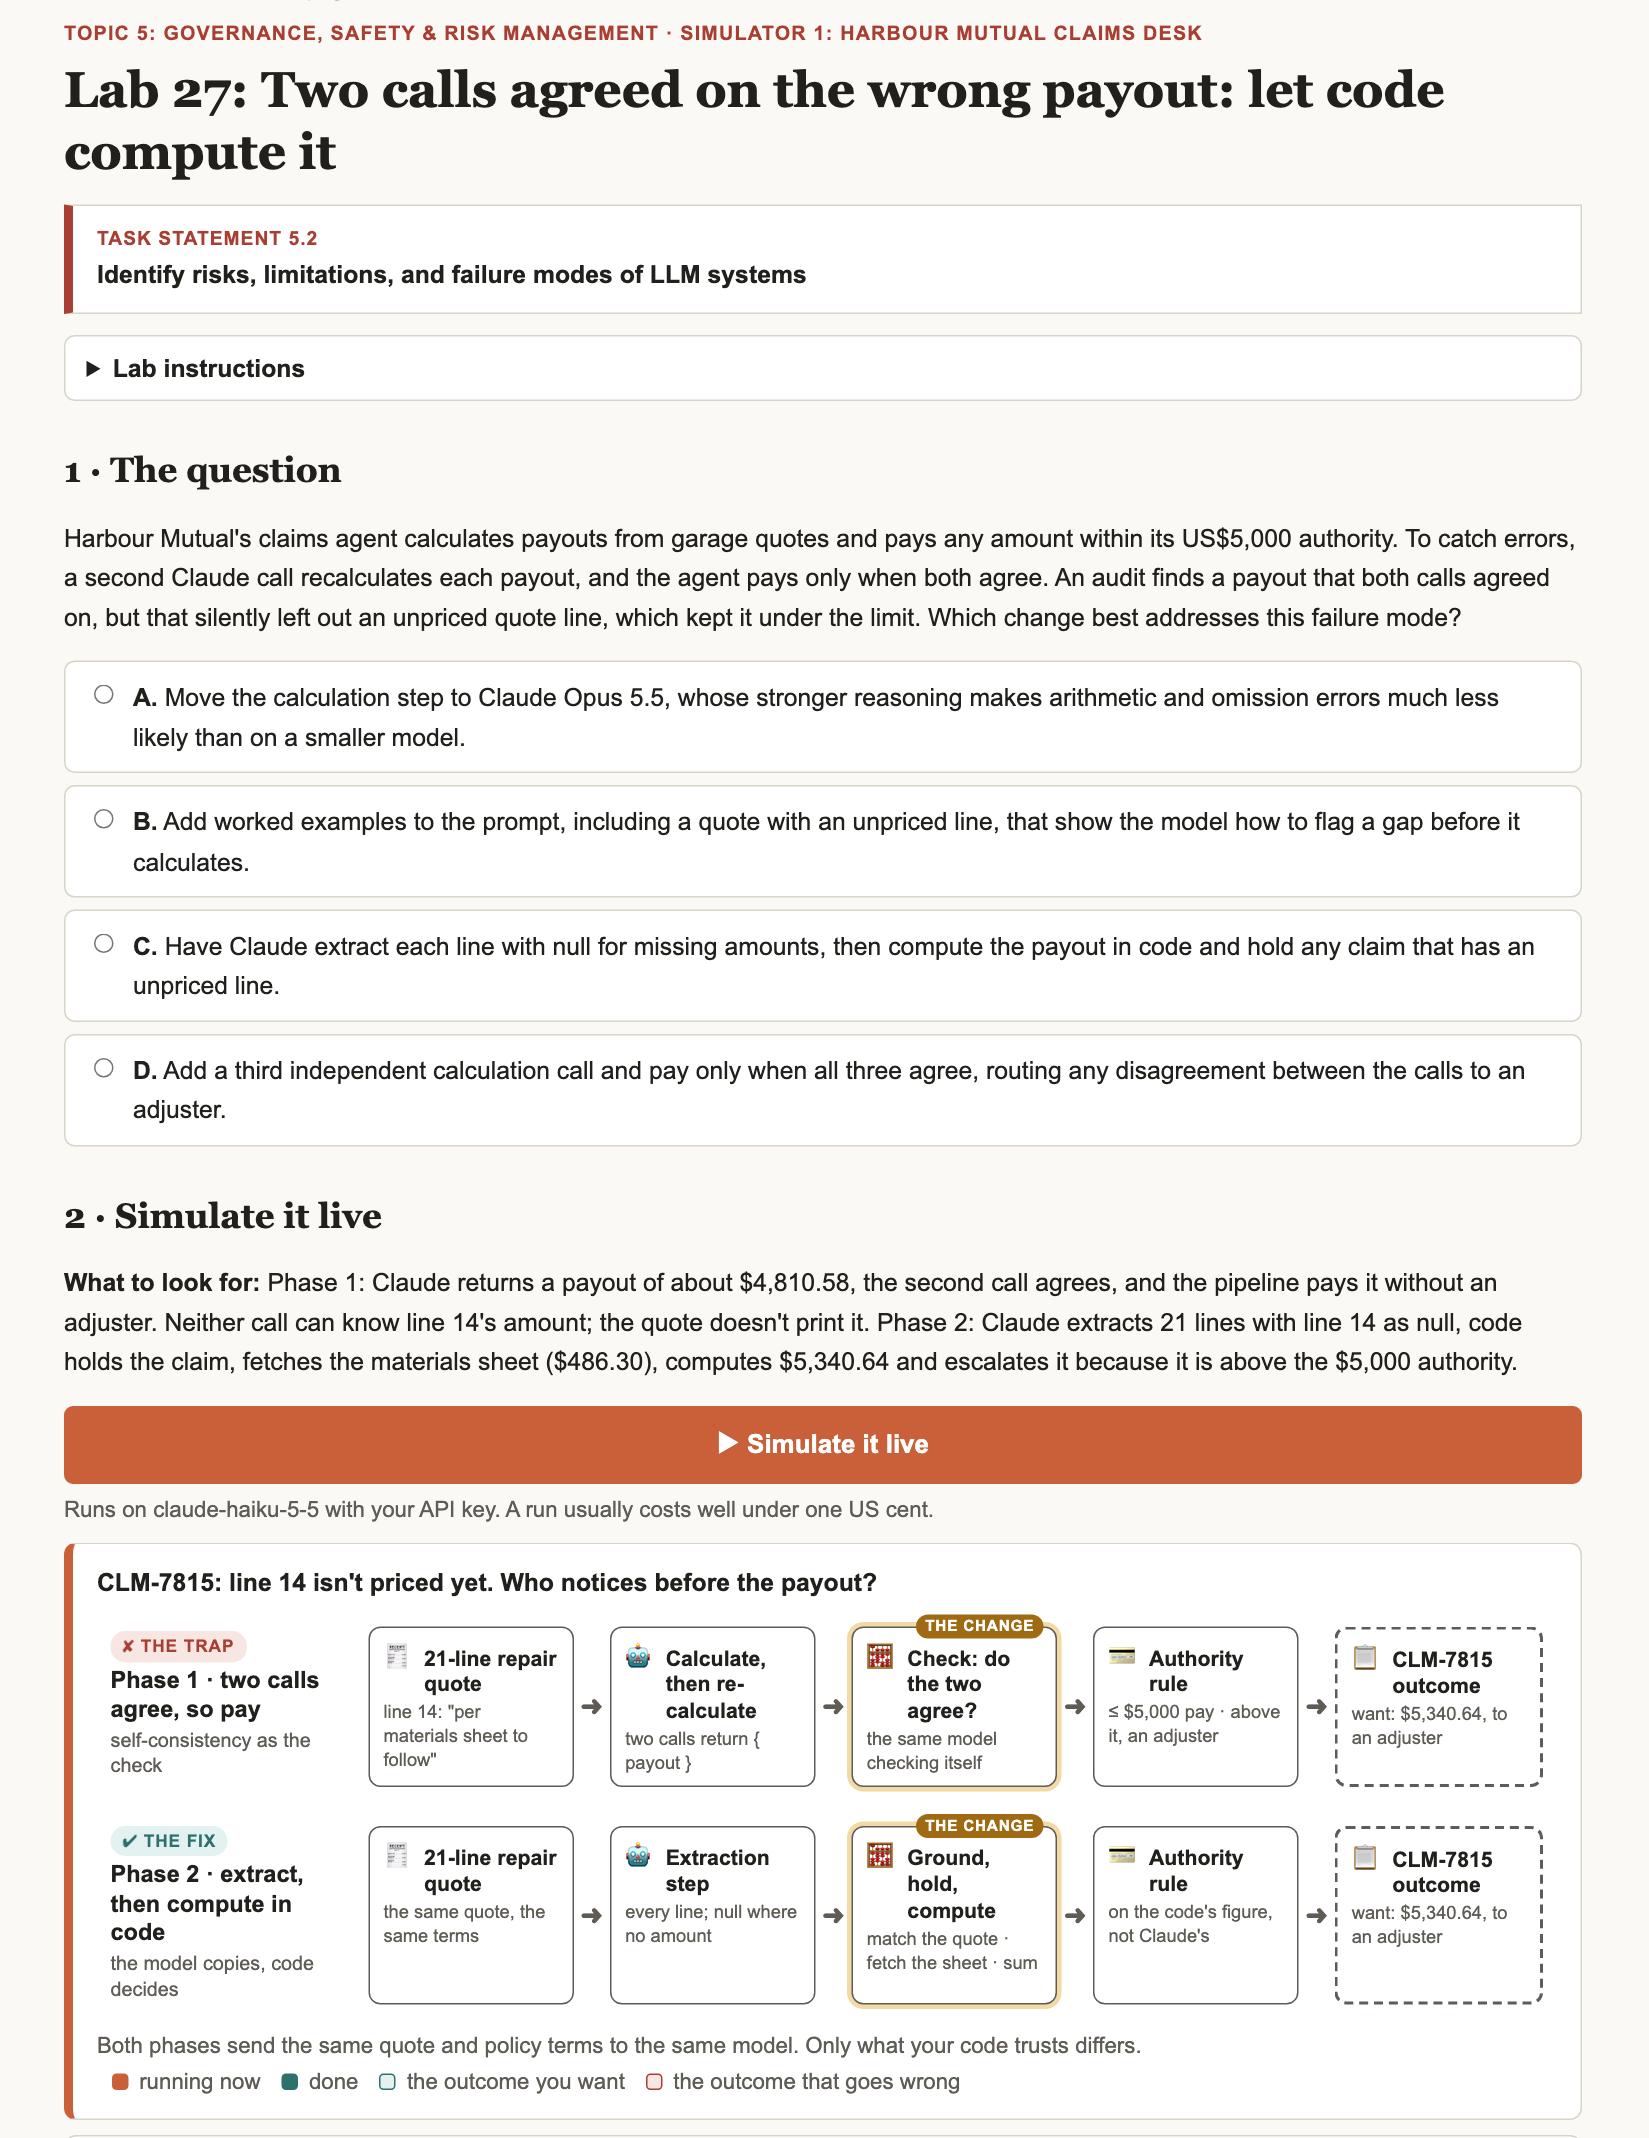 TOPIC 5: GOVERNANCE, SAFETY & RISK MANAGEMENT · SIMULATOR 1: HARBOUR MUTUAL CLAIMS DESK
Lab 27: Two calls agreed on the wrong payout: let code
compute it
TASK STATEMENT 5.2
Identify risks, limitations, and failure modes of LLM systems
▶ Lab instructions
1 · The question
Harbour Mutual's claims agent calculates payouts from garage quotes and pays any amount within its US$5,000 authority. To catch errors,
a second Claude call recalculates each payout, and the agent pays only when both agree. An audit finds a payout that both calls agreed
on, but that silently left out an unpriced quote line, which kept it under the limit. Which change best addresses this failure mode?
A. Move the calculation step to Claude Opus 5.5, whose stronger reasoning makes arithmetic and omission errors much less
likely than on a smaller model.
B. Add worked examples to the prompt, including a quote with an unpriced line, that show the model how to flag a gap before it
calculates.
C. Have Claude extract each line with null for missing amounts, then compute the payout in code and hold any claim that has an
unpriced line.
D. Add a third independent calculation call and pay only when all three agree, routing any disagreement between the calls to an
adjuster.
2 · Simulate it live
What to look for: Phase 1: Claude returns a payout of about $4,810.58, the second call agrees, and the pipeline pays it without an
adjuster. Neither call can know line 14's amount; the quote doesn't print it. Phase 2: Claude extracts 21 lines with line 14 as null, code
holds the claim, fetches the materials sheet ($486.30), computes $5,340.64 and escalates it because it is above the $5,000 authority.
▶ Simulate it live
Runs on claude-haiku-5-5 with your API key. A run usually costs well under one US cent.
CLM-7815: line 14 isn't priced yet. Who notices before the payout?
✘ THE TRAP
Phase 1 · two calls
agree, so pay
self-consistency as the
check
21-line repair
quote
line 14: "per
materials sheet to
follow"
➜
Calculate,
then re-
calculate
two calls return {
payout }
➜
THE CHANGE
Check: do
the two
agree?
the same model
checking itself
➜
Authority
rule
≤ $5,000 pay · above
it, an adjuster
➜
CLM-7815
outcome
want: $5,340.64, to
an adjuster
✔ THE FIX
Phase 2 · extract,
then compute in
code
the model copies, code
decides
21-line repair
quote
the same quote, the
same terms
➜
Extraction
step
every line; null where
no amount
➜
THE CHANGE
Ground,
hold,
compute
match the quote ·
fetch the sheet · sum
➜
Authority
rule
on the code's figure,
not Claude's
➜
CLM-7815
outcome
want: $5,340.64, to
an adjuster
Both phases send the same quote and policy terms to the same model. Only what your code trusts differs.
running now done the outcome you want the outcome that goes wrong